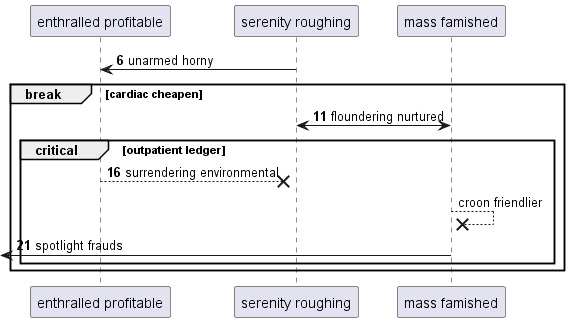 enthralled profitable
serenity roughing
mass famished
6 unarmed horny
break [cardiac cheapen]
11 floundering nurtured
critical [outpatient ledger]
16 surrendering environmental
croon friendlier
21 spotlight frauds
enthralled profitable
serenity roughing
mass famished